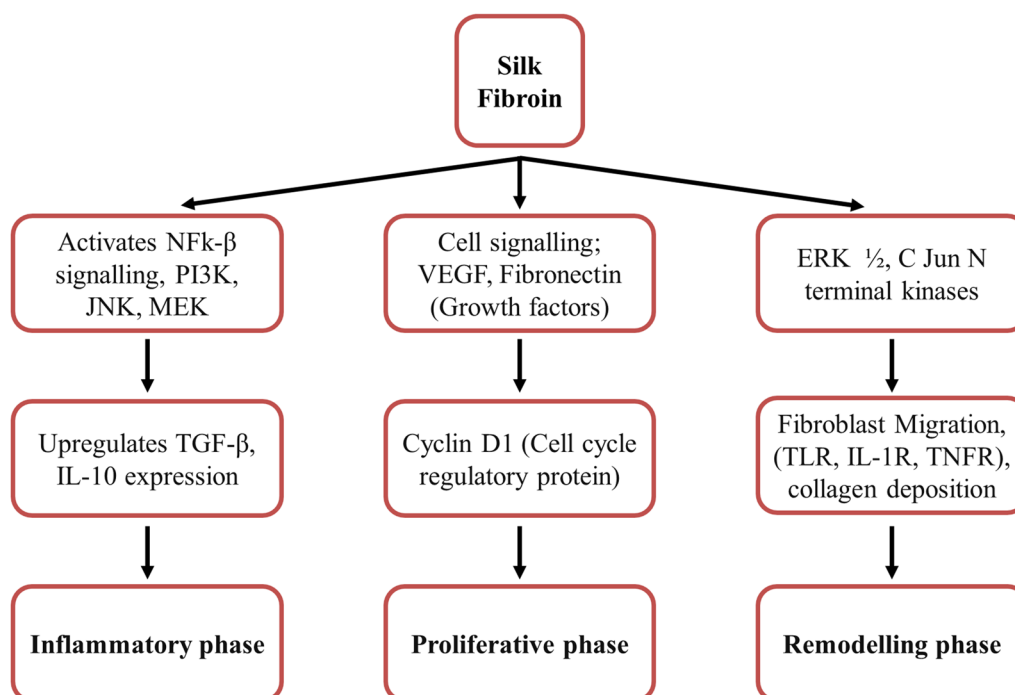 Silk
Fibroin
Activates NFk-β
signalling, PI3K,
JNK, MEK
Cell signalling;
VEGF, Fibronectin
(Growth factors)
ERK ½, C Jun N
terminal kinases
Upregulates TGF-β,
IL-10 expression
Cyclin D1 (Cell cycle
regulatory protein)
Fibroblast Migration,
(TLR, IL-1R, TNFR),
collagen deposition
Inflammatory phase
Proliferative phase
Remodelling phase